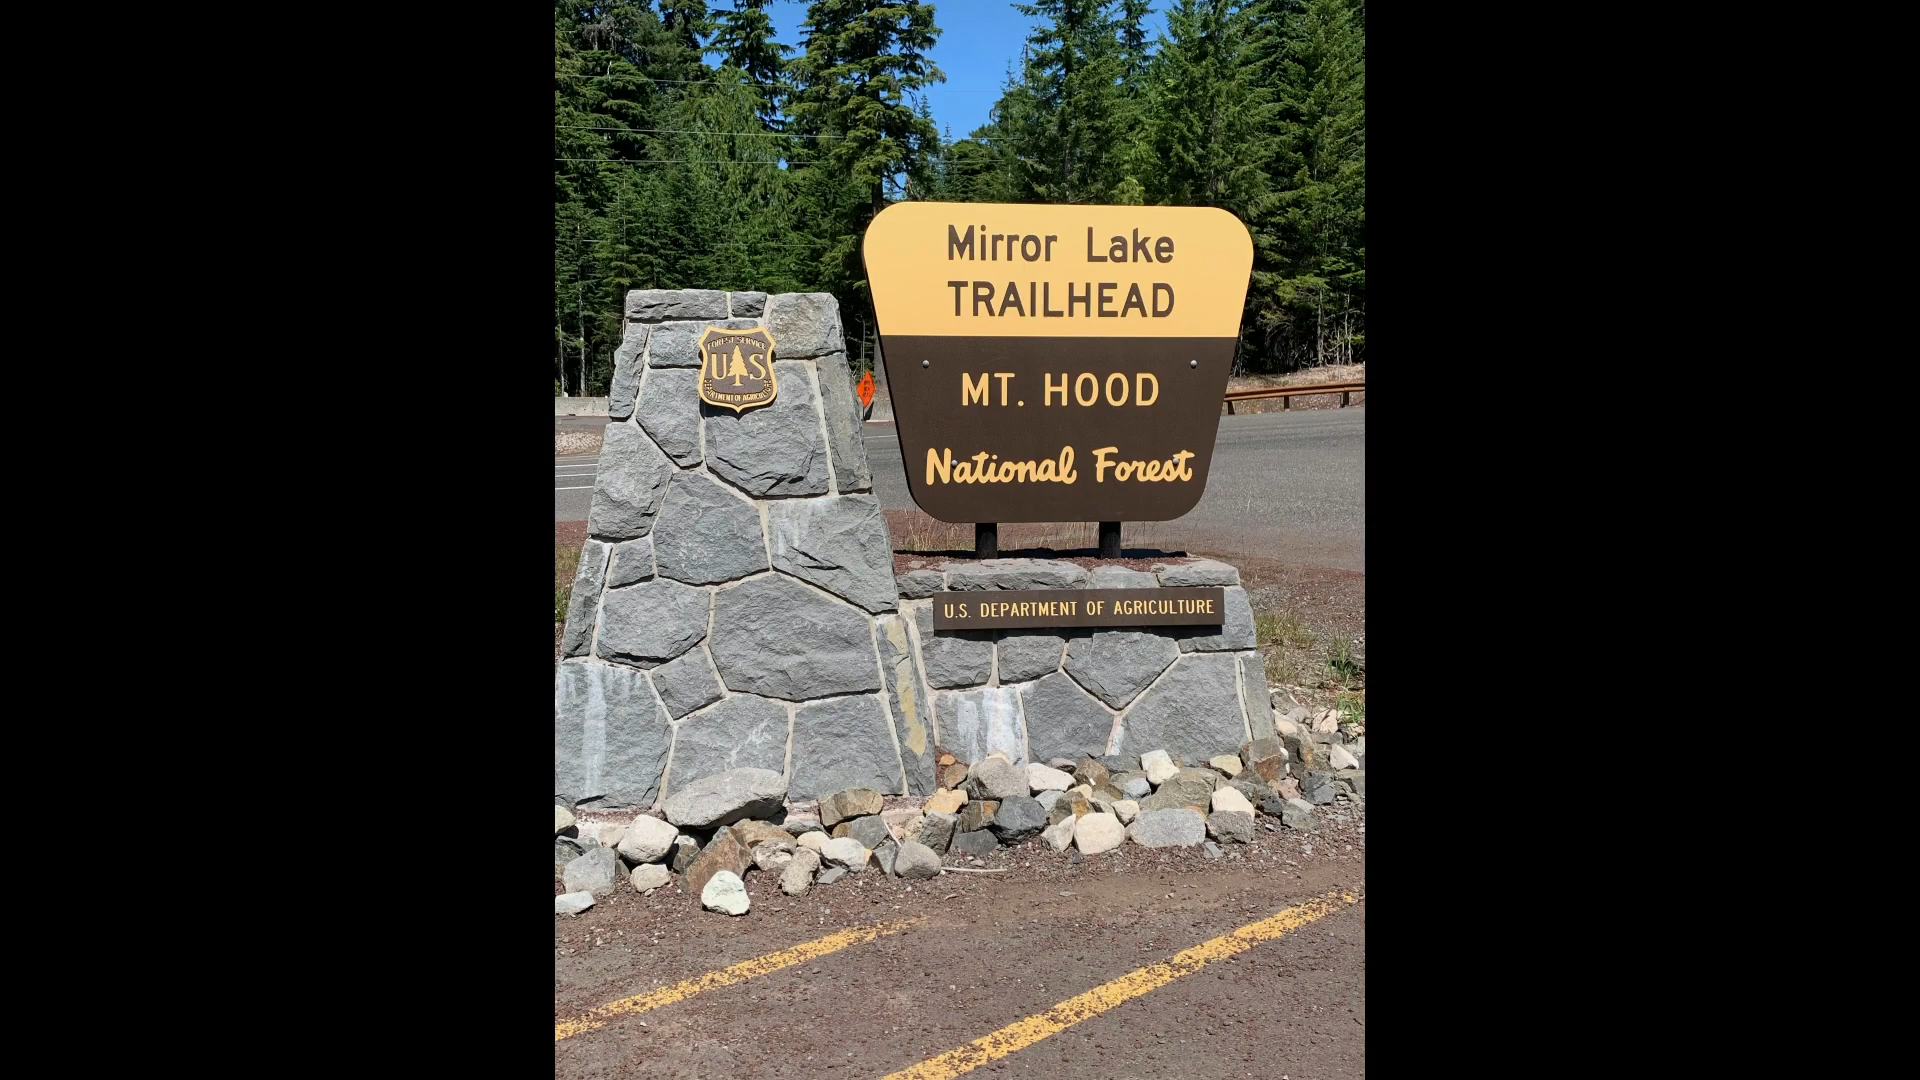 Mirror Lake
TRAILHEAD
MT. HOOD
National Forest
U.S. DEPARTMENT OF AGRICULTURE
FOREST SERVICE
U S
DEPARTMENT OF AGRICULTURE